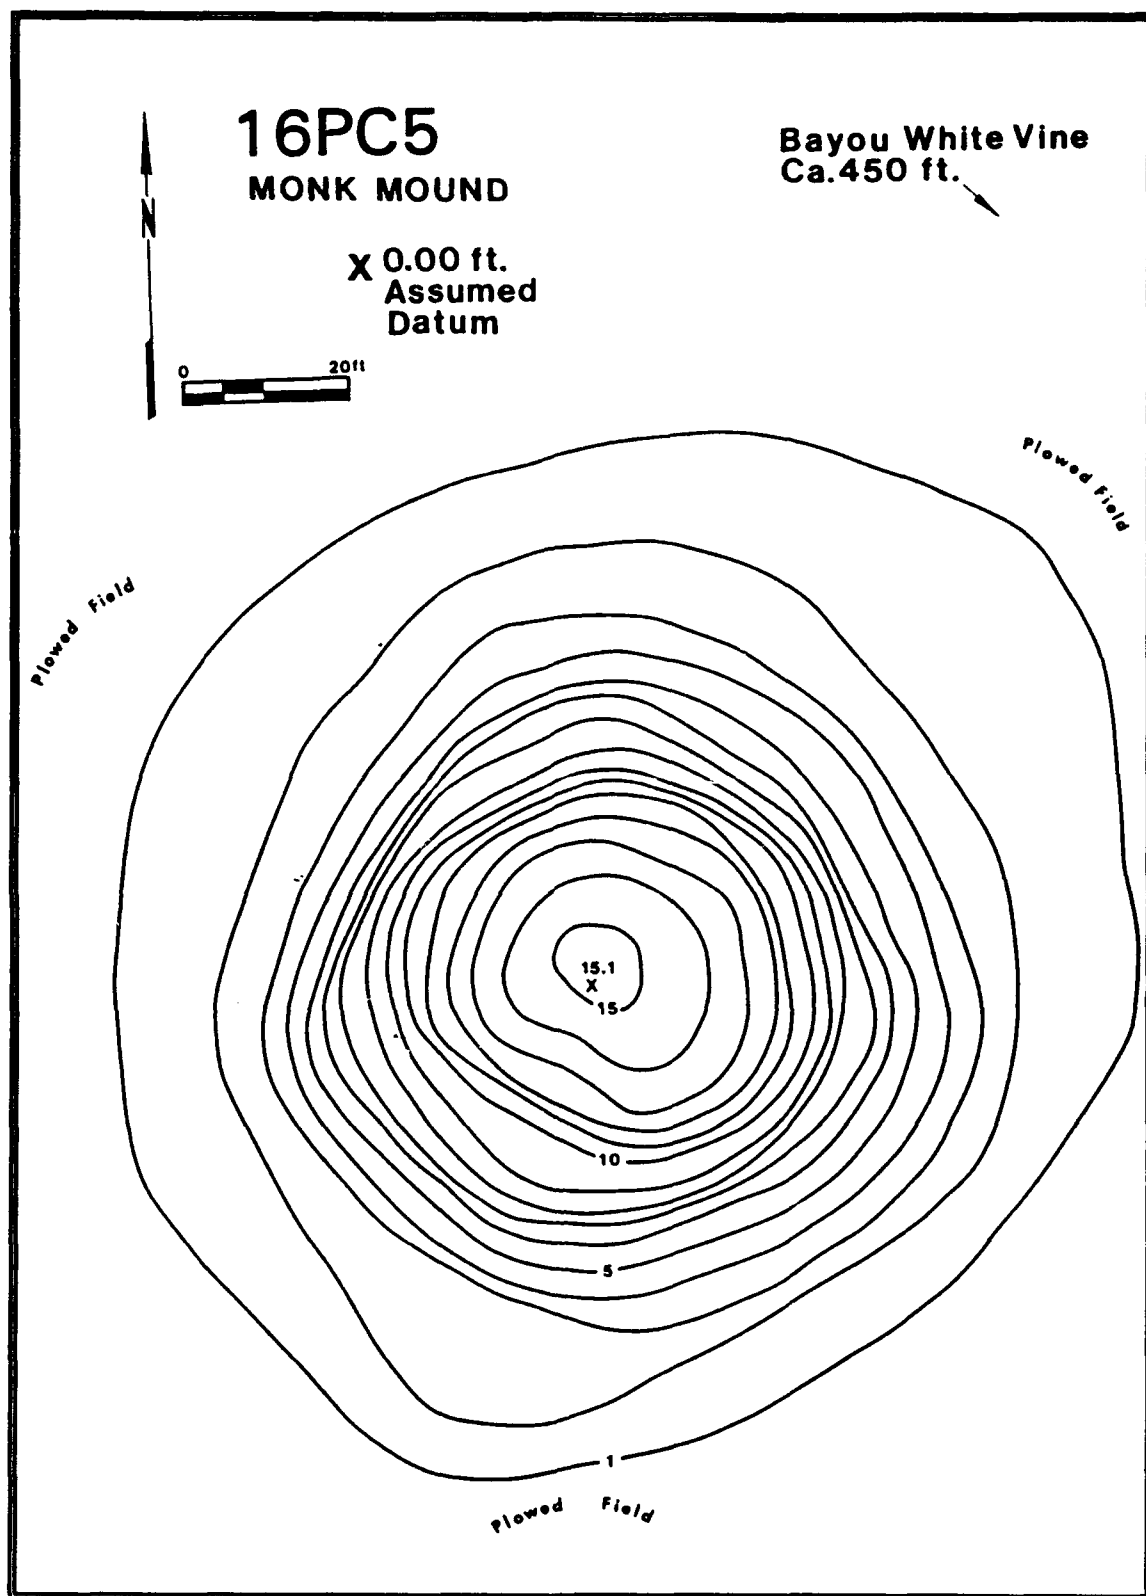 16PC5
MONK MOUND
Bayou White Vine
Ca.450 ft.
N
X 0.00 ft.
Assumed
Datum
0 20ft
Plowed Field
Plowed Field
15.1
X
15
10
5
1
Plowed Field